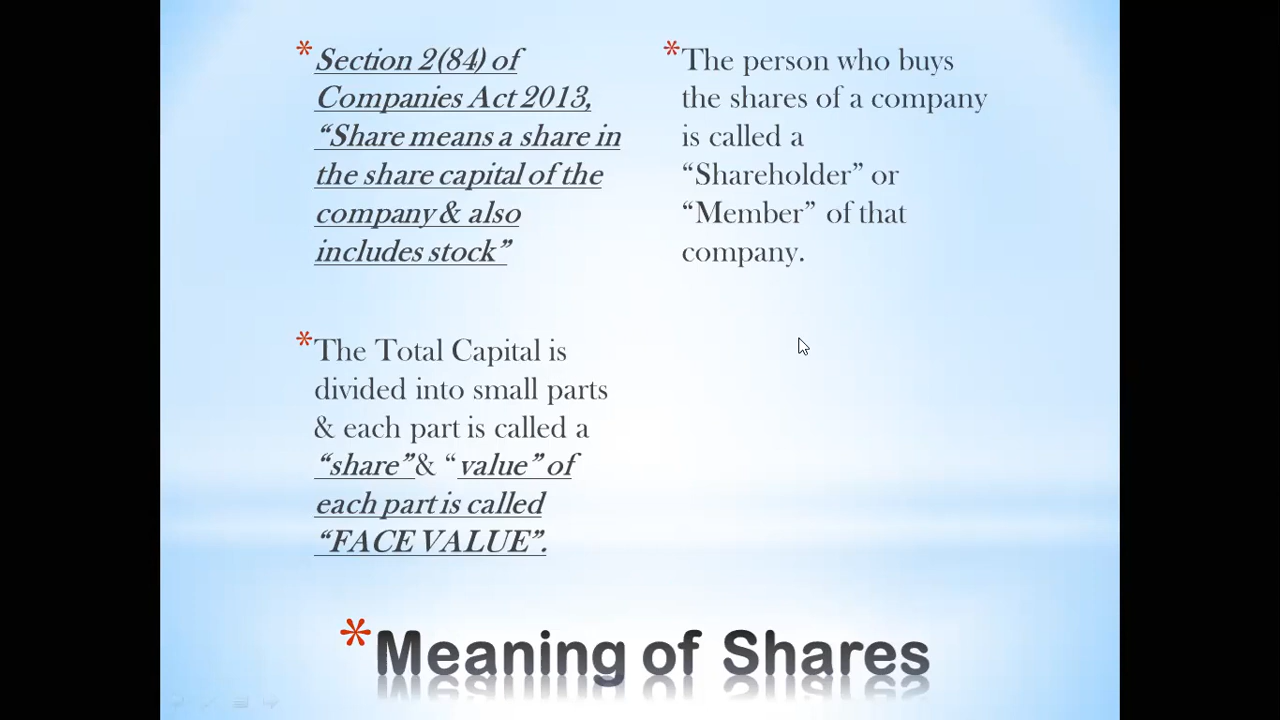 * Section 2(84) of
Companies Act 2013,
“Share means a share in
the share capital of the
company & also
includes stock”
* The Total Capital is
divided into small parts
& each part is called a
“share” & “value” of
each part is called
“FACE VALUE”.
* The person who buys
the shares of a company
is called a
“Shareholder” or
“Member” of that
company.
* Meaning of Shares